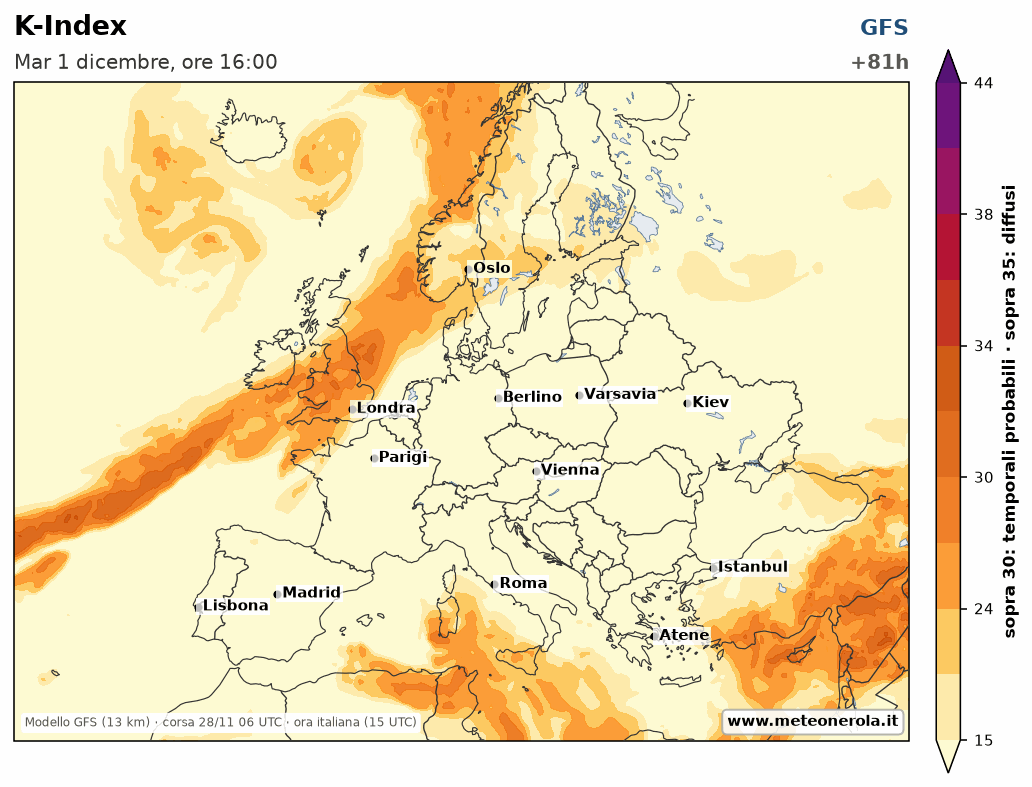 K-Index
GFS
Mar 1 dicembre, ore 16:00
+81h
44
38
34
30
24
15
sopra 30: temporali probabili · sopra 35: diffusi
Oslo
Berlino
Varsavia
Kiev
Londra
Parigi
Vienna
Istanbul
Roma
Madrid
Lisbona
Atene
Modello GFS (13 km) · corsa 28/11 06 UTC · ora italiana (15 UTC)
www.meteonerola.it